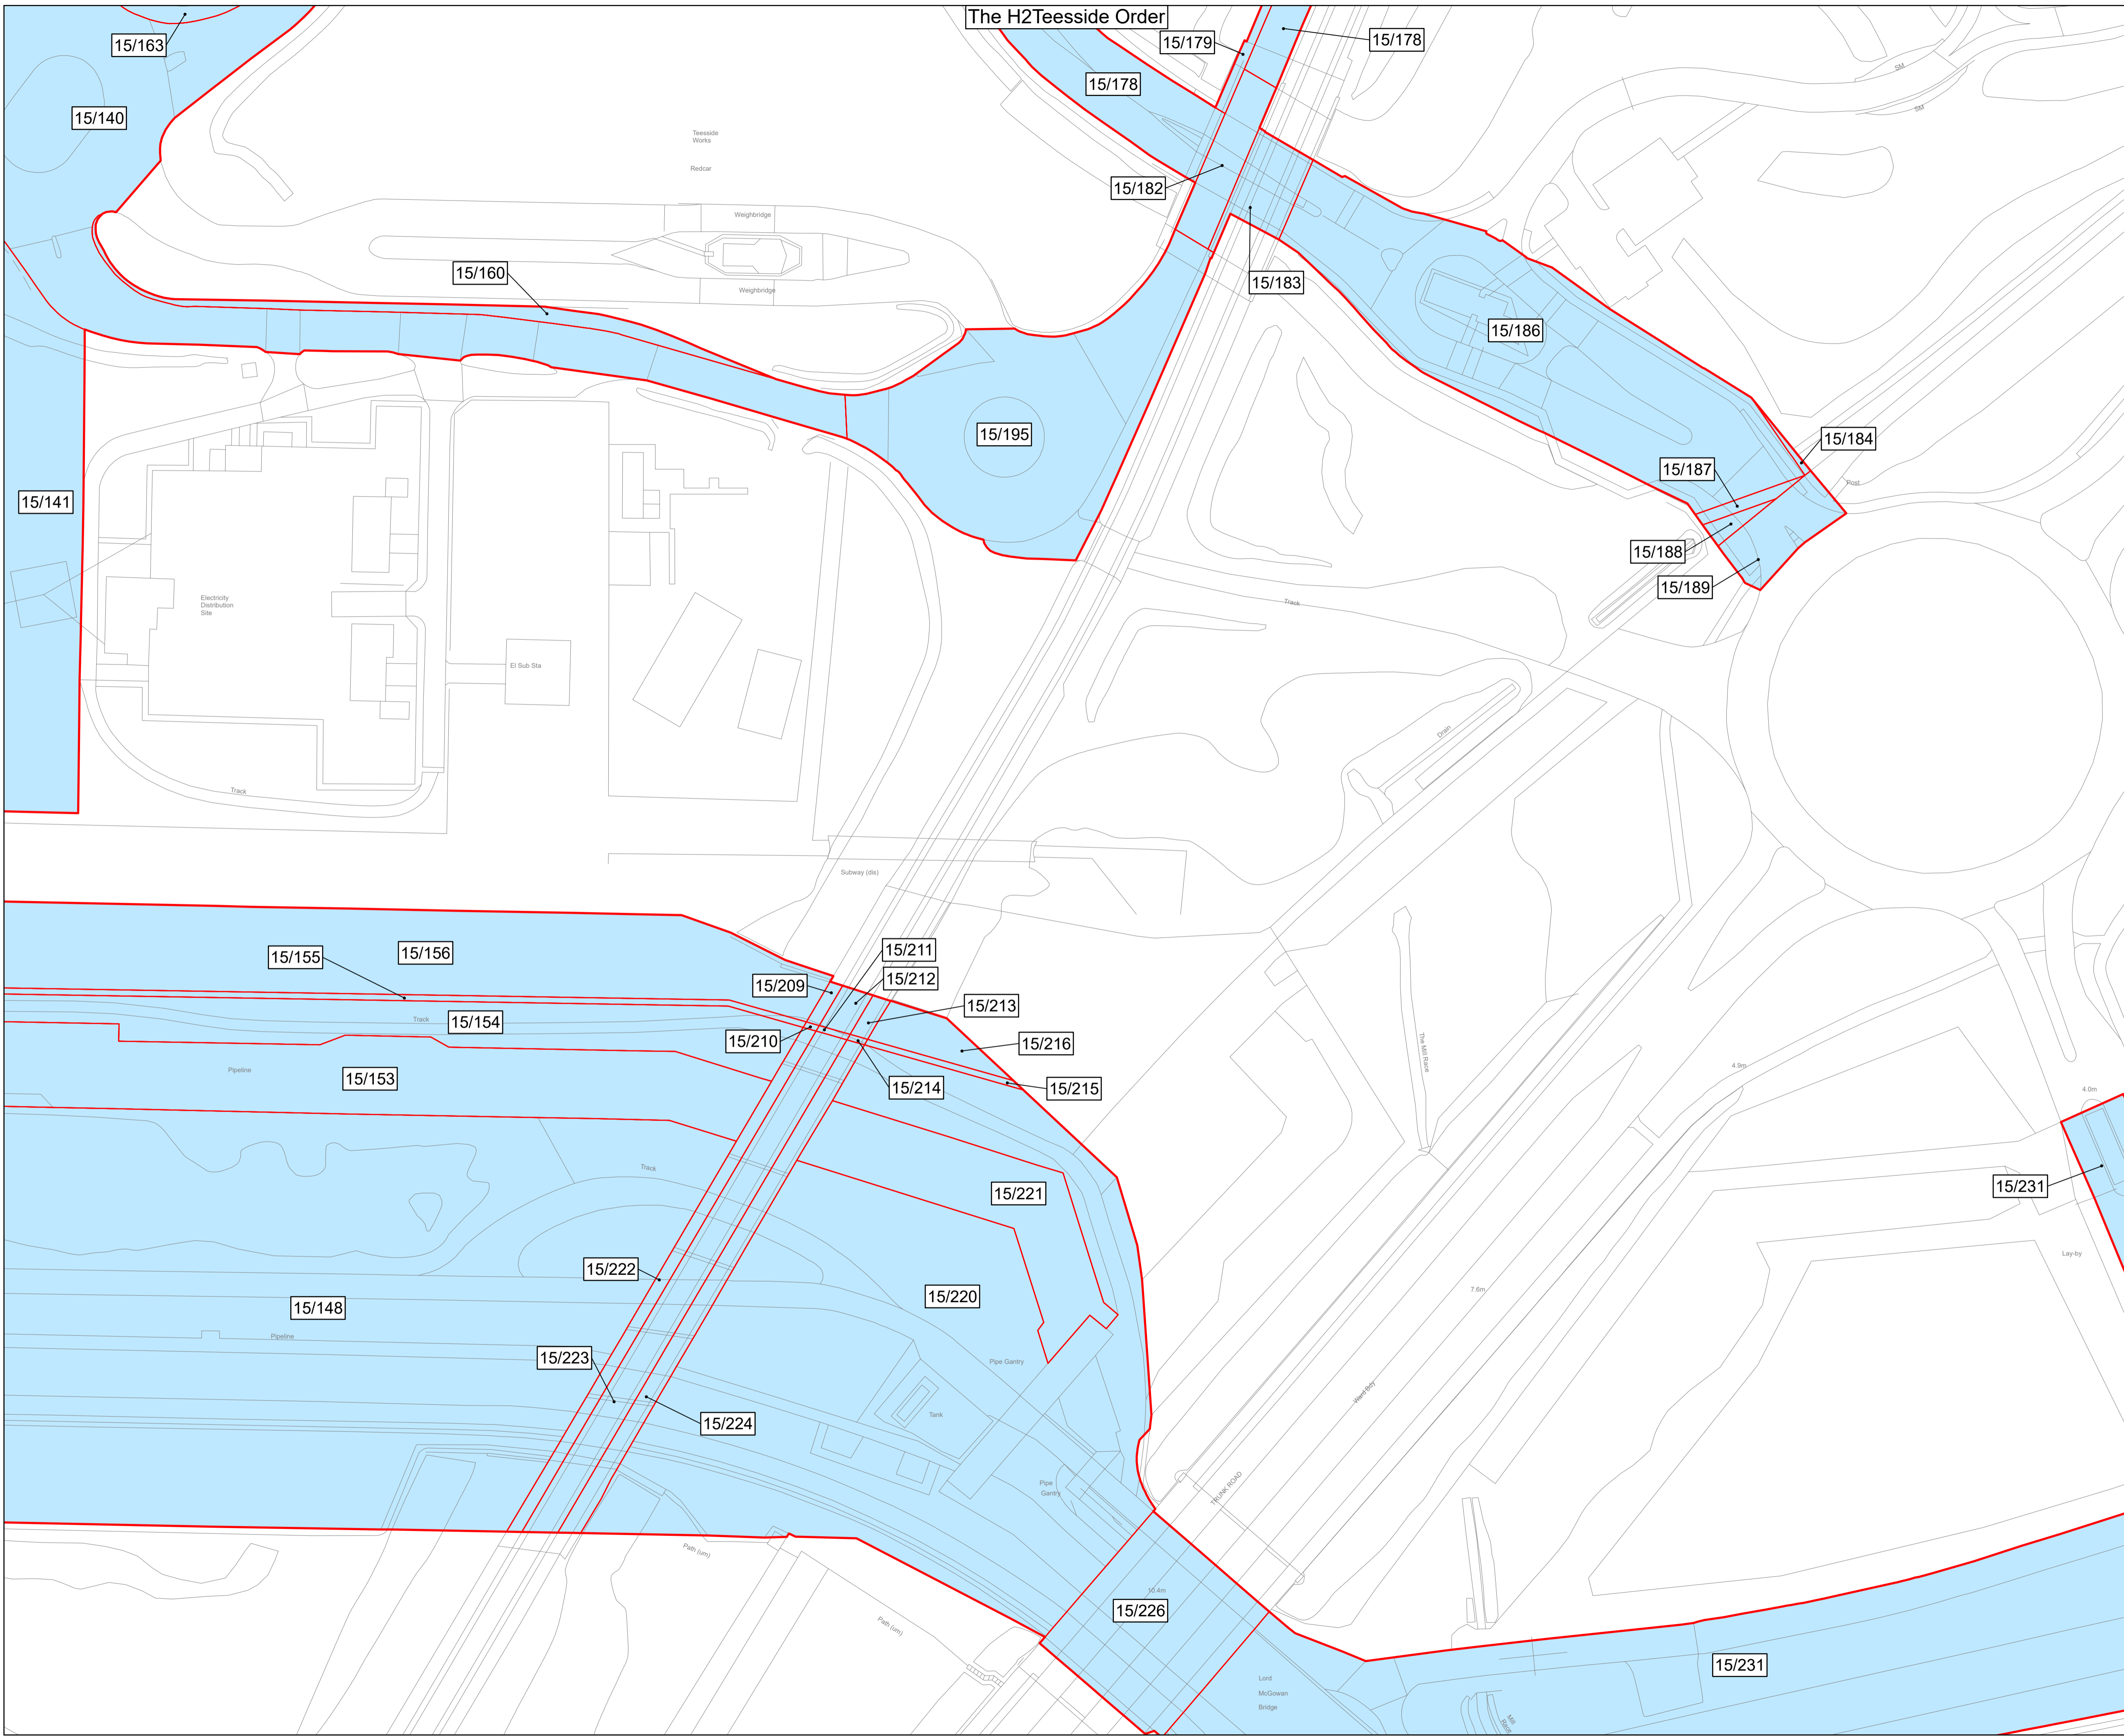 The H2Teesside Order
15/163
15/179
15/178
15/178
15/140
SM
SM
Teesside
Works
Redcar
15/182
Weighbridge
15/160
15/183
Weighbridge
15/186
15/195
15/184
15/187
Post
15/141
15/188
15/189
Electricity
Distribution
Site
Track
El Sub Sta
Drain
Track
Subway (dis)
15/156
15/155
15/211
15/212
15/209
15/213
15/154
Track
15/210
15/216
The Mill Race
Pipeline
15/153
15/214
15/215
4.9m
4.0m
Track
15/221
15/231
Lay-by
15/222
15/220
7.6m
15/148
Pipeline
15/223
Pipe Gantry
Ward Bdy
15/224
Tank
Pipe
Gantry
TRUNK ROAD
Path (um)
10.4m
15/226
Path (um)
15/231
Lord
McGowan
Bridge
Mill
Race